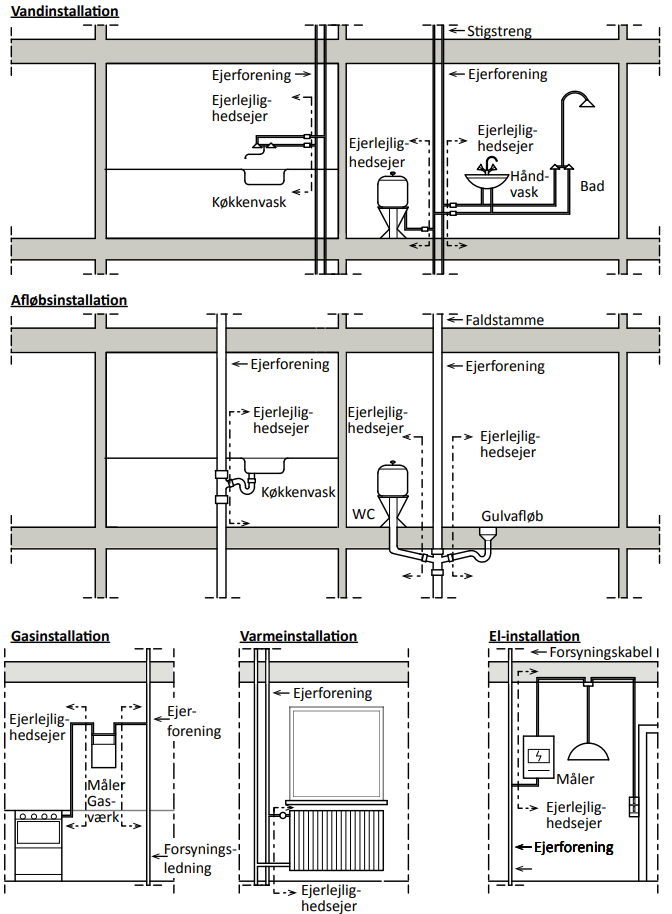 Vandinstallation
Stigstreng
Ejerforening
Ejerforening
Ejerlejlig-
hedsejer
Ejerlejlig-
hedsejer
Ejerlejlig-
hedsejer
Køkkenvask
Hånd-
vask
Bad
Afløbsinstallation
Faldstamme
Ejerforening
Ejerforening
Ejerlejlig-
hedsejer
Ejerlejlig-
hedsejer
Ejerlejlig-
hedsejer
Køkkenvask
WC
Gulvafløb
Gasinstallation
Ejerlejlig-
hedsejer
Ejer-
forening
Måler
Gas-
værk
Forsynings-
ledning
Varmeinstallation
Ejerforening
Ejerlejlig-
hedsejer
El-installation
Forsyningskabel
Måler
Ejerlejlig-
hedsejer
Ejerforening